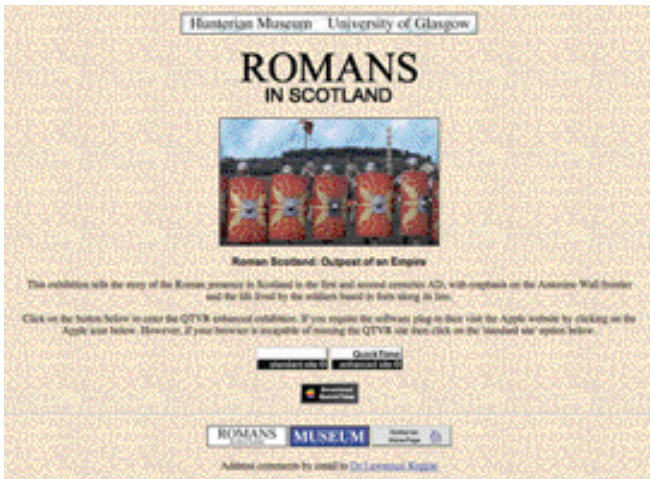 Hunterian Museum University of Glasgow
ROMANS
IN SCOTLAND
Roman Scotland: Outpost of an Empire
This exhibition tells the story of the Roman presence in Scotland in the first and second centuries AD, with emphasis on the Antonine Wall frontier
and the life lived by the soldiers based in forts along its line.
Click on the button below to enter the QTVR enhanced exhibition. If you require the software plug-in then visit the Apple website by clicking on the
Apple icon below. However, if your browser is incapable of running the QTVR site then click on the 'standard site' option below.
QuickTime
standard site enhanced site
ROMANS MUSEUM
Address comments by email to Dr Lawrence Keppie